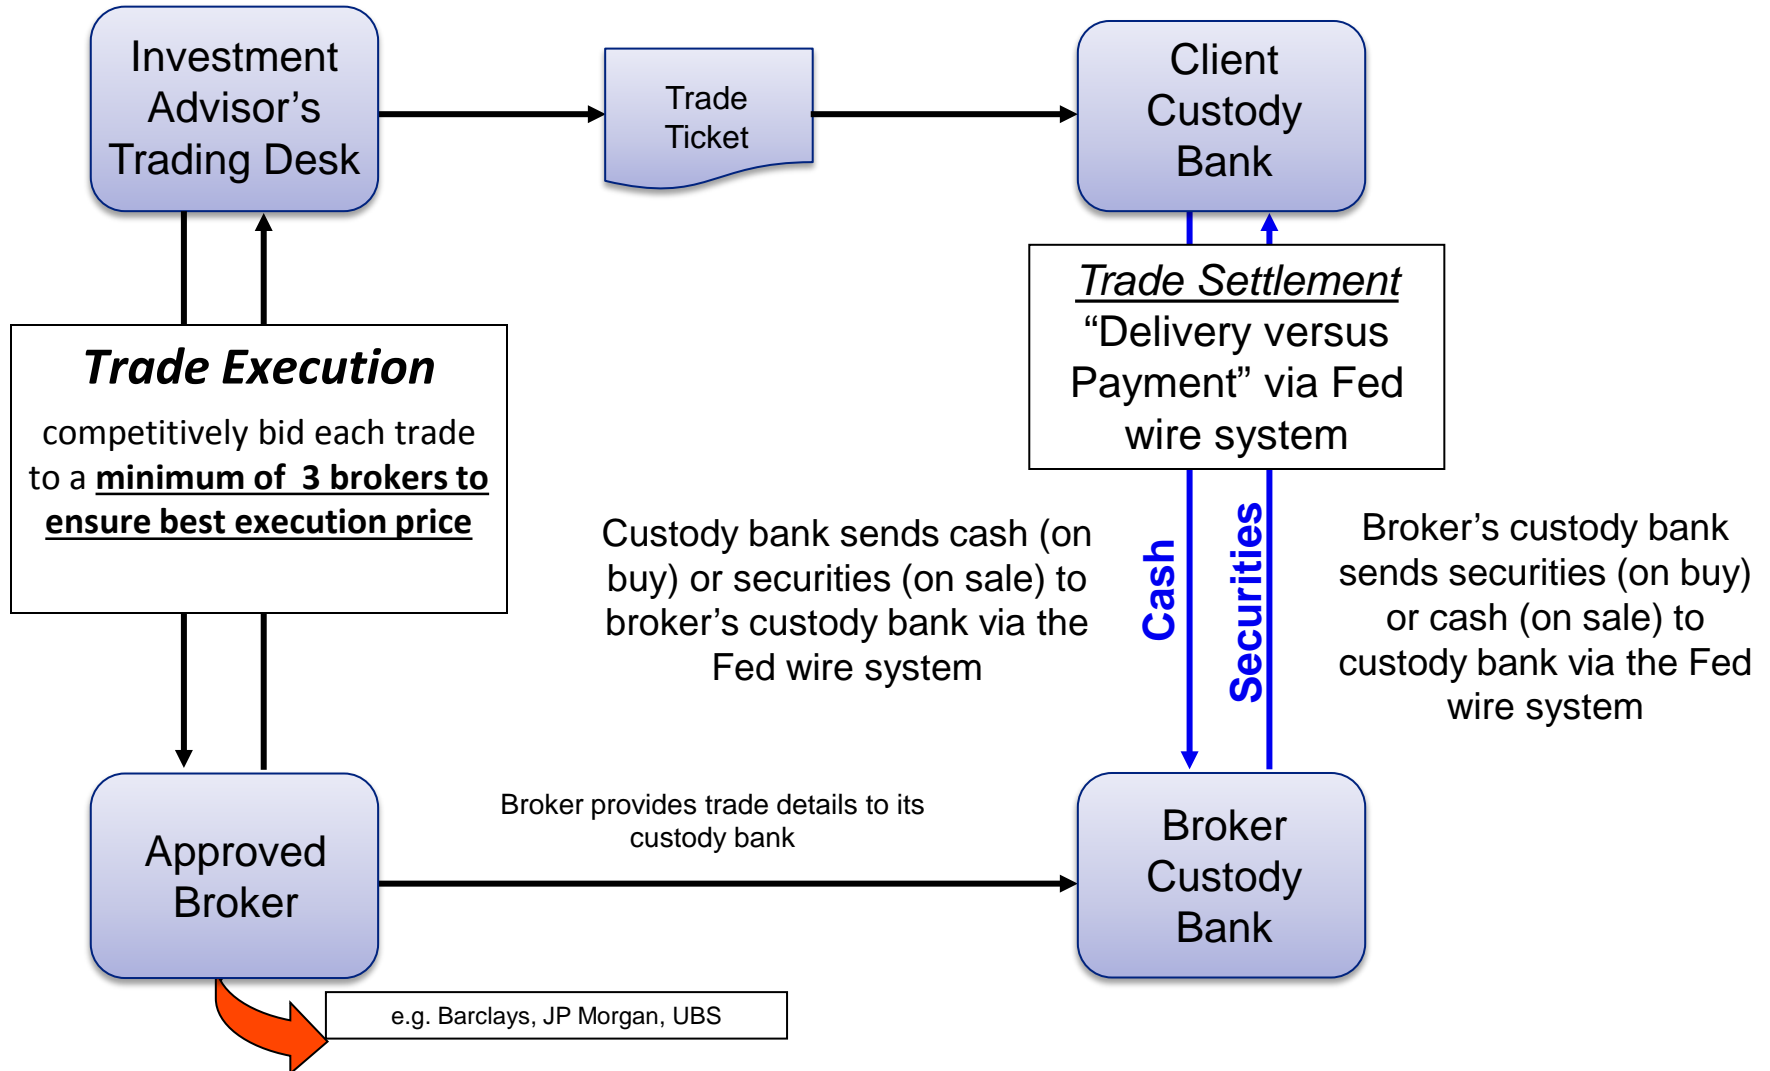 Investment
Advisor’s
Trading Desk
Trade
Ticket
Client
Custody
Bank
Trade Execution
competitively bid each trade
to a minimum of  3 brokers to
ensure best execution price
Trade Settlement
“Delivery versus
Payment” via Fed
wire system
Custody bank sends cash (on
buy) or securities (on sale) to
broker’s custody bank via the
Fed wire system
Cash
Securities
Broker’s custody bank
sends securities (on buy)
or cash (on sale) to
custody bank via the Fed
wire system
Approved
Broker
Broker provides trade details to its
custody bank
Broker
Custody
Bank
e.g. Barclays, JP Morgan, UBS